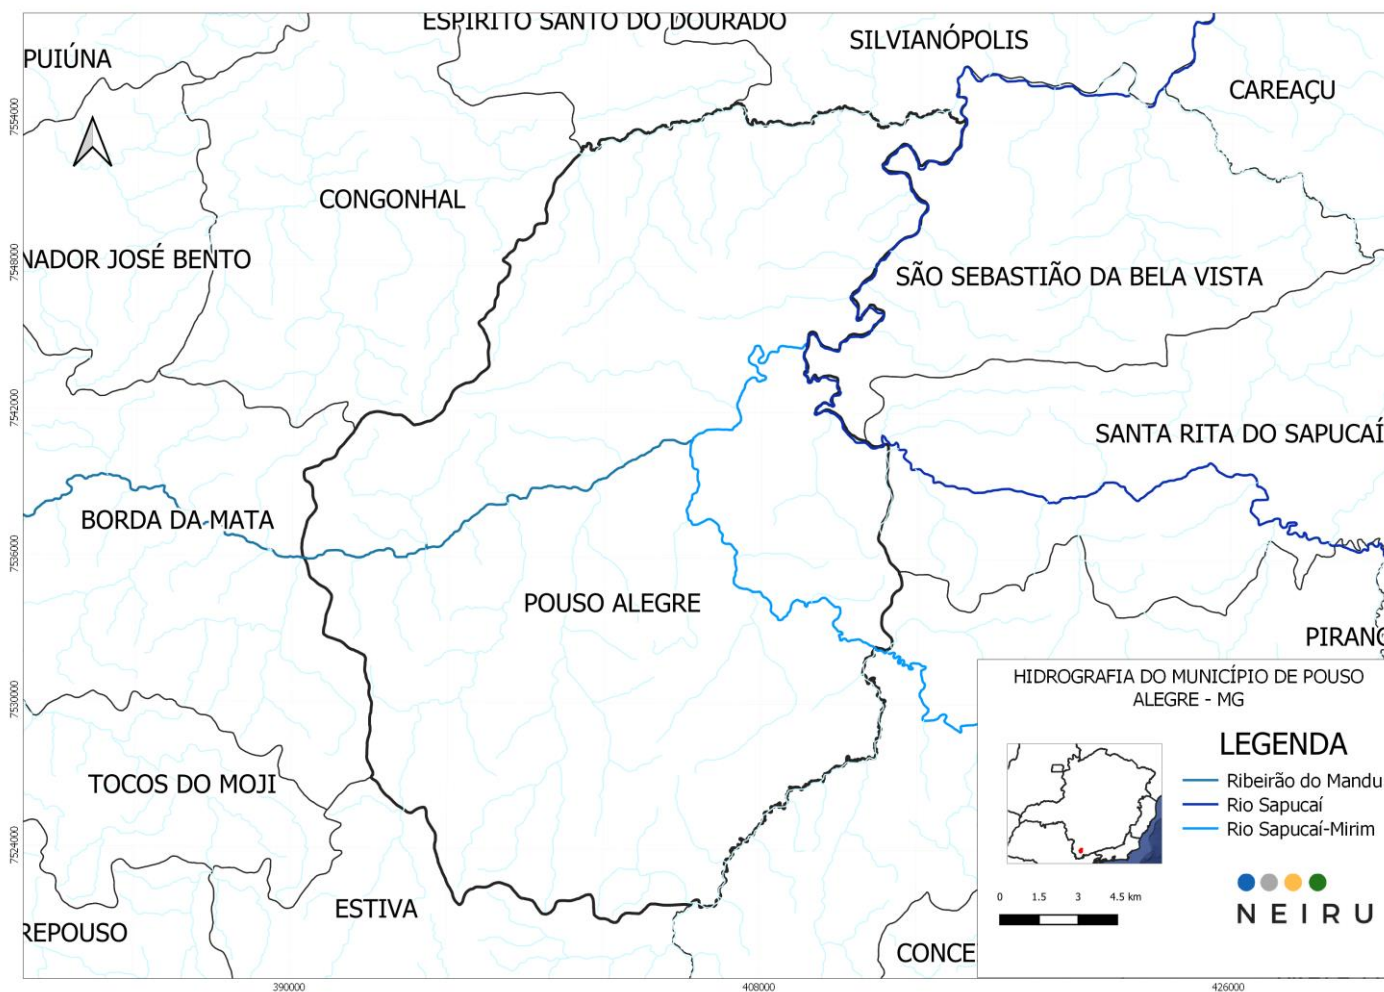 ESPÍRITO SANTO DO DOURADO
SILVIANÓPOLIS
PUIÚNA
CAREAÇU
7554000
CONGONHAL
NADOR JOSÉ BENTO
7548000
SÃO SEBASTIÃO DA BELA VISTA
7542000
SANTA RITA DO SAPUCAÍ
BORDA DA MATA
7536000
POUSO ALEGRE
PIRANG
7530000
HIDROGRAFIA DO MUNICÍPIO DE POUSO
ALEGRE - MG
LEGENDA
Ribeirão do Mandu
Rio Sapucaí
Rio Sapucaí-Mirim
TOCOS DO MOJI
7524000
0 1.5 3 4.5 km
NEIRU
ESTIVA
REPOUSO
CONCE
390000 408000 426000